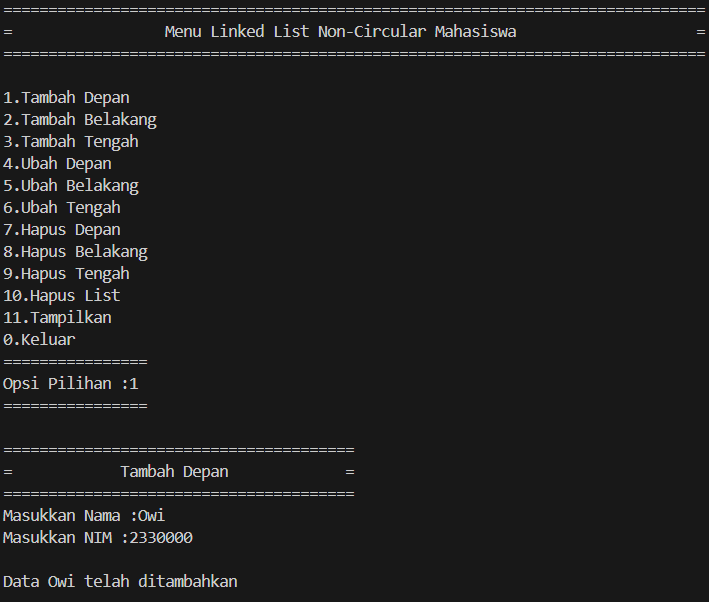 ==============================================================================
=                 Menu Linked List Non-Circular Mahasiswa                    =
==============================================================================

1.Tambah Depan
2.Tambah Belakang
3.Tambah Tengah
4.Ubah Depan
5.Ubah Belakang
6.Ubah Tengah
7.Hapus Depan
8.Hapus Belakang
9.Hapus Tengah
10.Hapus List
11.Tampilkan
0.Keluar
================
Opsi Pilihan :1
================

=======================================
=            Tambah Depan             =
=======================================
Masukkan Nama :Owi
Masukkan NIM :2330000

Data Owi telah ditambahkan